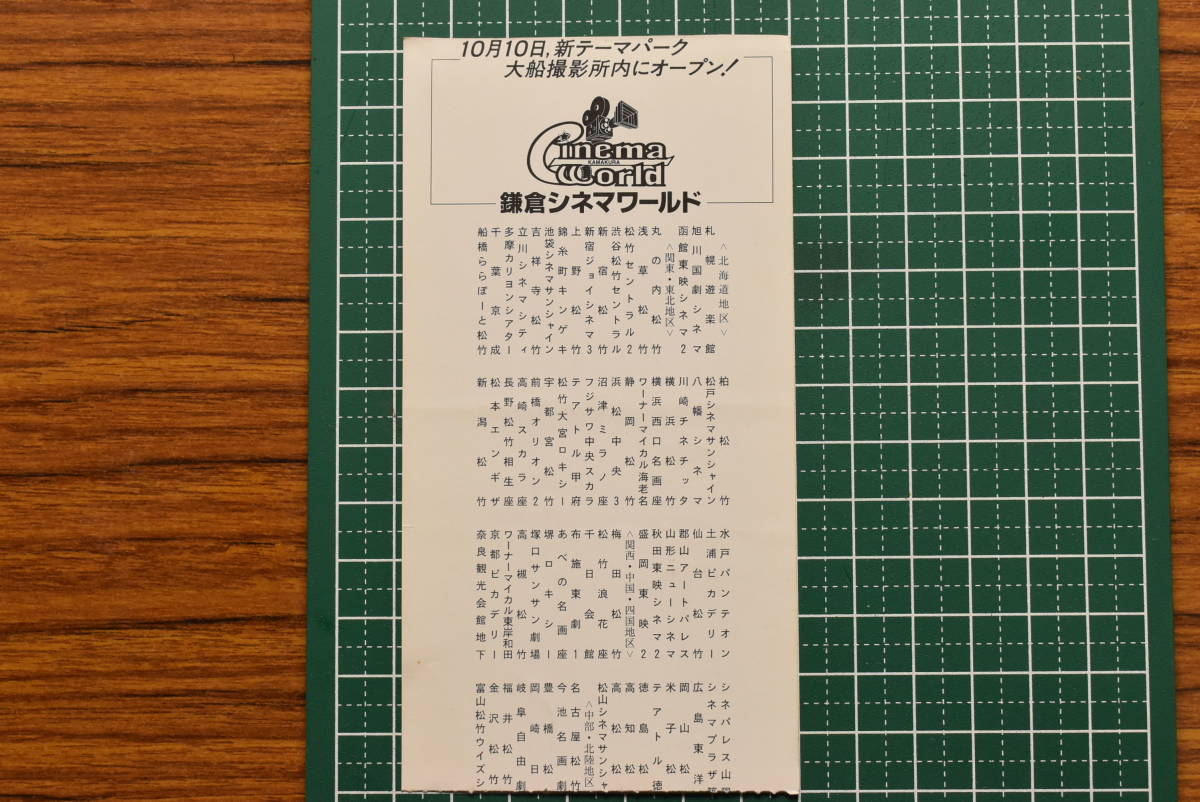 10月10日,新テーマパーク
大船撮影所内にオープン!
Cinema
KAMAKURA
World
鎌倉シネマワールド
<北海道地区>
札幌遊楽館
旭川国劇シネマ
函館東映シネマ2
<関東・東北地区>
丸の内松竹
浅草松竹
松竹セントラル2
渋谷松竹セントラル
新宿松竹
新宿ジョイシネマ3
上野松竹
錦糸町キンゲキ
池袋シネマサンシャイン
吉祥寺松竹
立川シネマシティ
多摩カリヨンシアター
千葉京成
船橋ららぽーと松竹
柏松竹
松戸シネマサンシャイン
八幡シネマ
川崎チネチッタ
横浜松竹
横浜西口名画座
ワーナーマイカル海老名
静岡松竹
浜松中央3
沼津ミラノ座
フジサワ中央スカラ
テアトル甲府
松竹大宮ロキシー
宇都宮松竹
前橋オリオン2
高崎スカラ座
長野松竹相生座
松本エンギザ
新潟松竹
水戸パンテオン
土浦ピカデリー
仙台松竹
郡山アートパレス
山形ニューシネマ
秋田東映シネマ2
盛岡東映2
<関西・中国・四国地区>
梅田松竹
松竹浪花座
千日会館
布施東劇1
あべの名画座
堺ロキシー
塚口サンサン劇場
高槻松竹
ワーナーマイカル東岸和田
京都ピカデリー
奈良観光会館地下
シネパレス山
シネマプラザ
広島東洋
岡山松
米子松
テアトル徳
徳島松
高知松
高松松
松山シネマサンシャ
<中部・北陸地区
名古屋松竹
今池名画劇
豊橋松
岡崎日
岐阜自由劇
福井松竹
金沢松竹
富山松竹ウイズシ